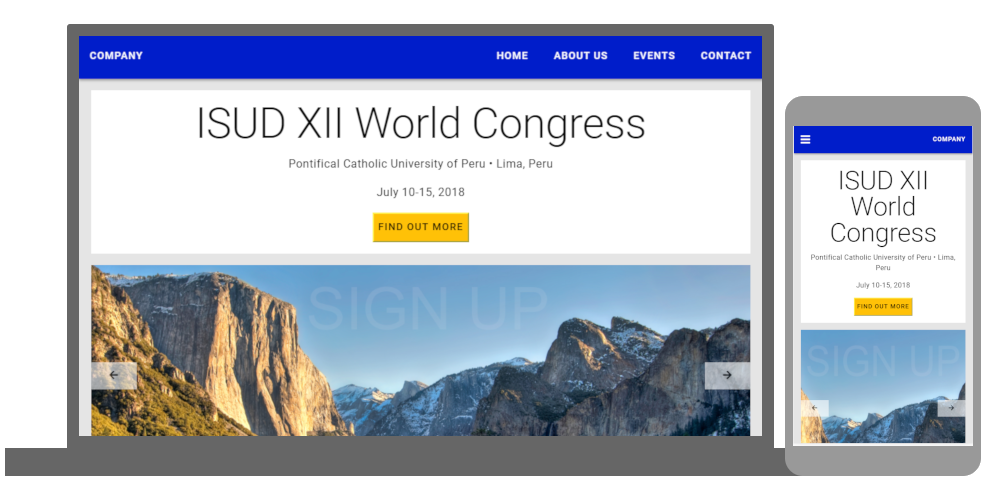 COMPANY HOME ABOUT US EVENTS CONTACT
ISUD XII World Congress
Pontifical Catholic University of Peru • Lima, Peru
July 10-15, 2018
FIND OUT MORE
SIGN UP
COMPANY
ISUD XII
World
Congress
Pontifical Catholic University of Peru • Lima,
Peru
July 10-15, 2018
FIND OUT MORE
SIGN UP